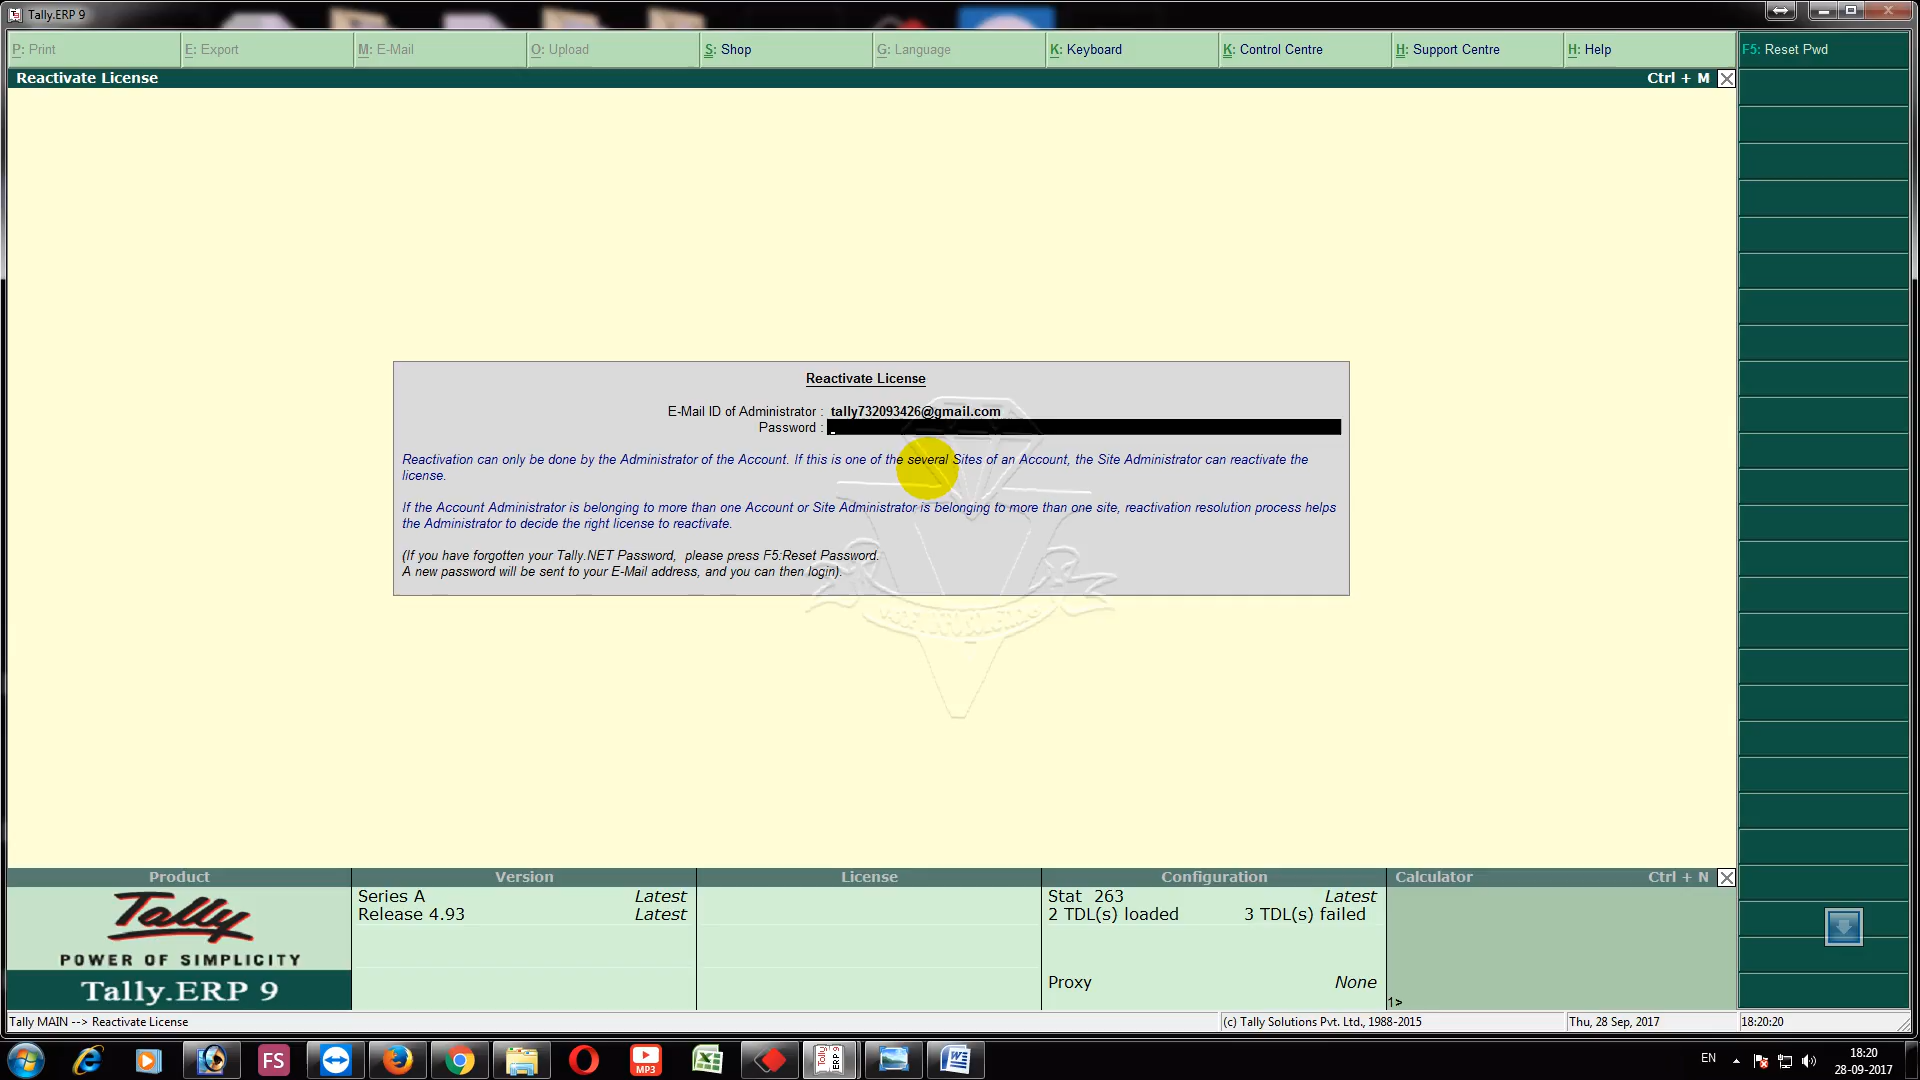 Tally.ERP 9
P: Print
E: Export
M: E-Mail
O: Upload
S: Shop
G: Language
K: Keyboard
K: Control Centre
H: Support Centre
H: Help
F5: Reset Pwd
Reactivate License
Ctrl + M
Reactivate License
E-Mail ID of Administrator : tally732093426@gmail.com
Password :
Reactivation can only be done by the Administrator of the Account. If this is one of the several Sites of an Account, the Site Administrator can reactivate the
license.
If the Account Administrator is belonging to more than one Account or Site Administrator is belonging to more than one site, reactivation resolution process helps
the Administrator to decide the right license to reactivate.
(If you have forgotten your Tally.NET Password, please press F5:Reset Password.
A new password will be sent to your E-Mail address, and you can then login).
Product
Version
License
Configuration
Calculator
Ctrl + N
Tally
POWER OF SIMPLICITY
Tally.ERP 9
Series A Latest
Release 4.93 Latest
Stat 263 Latest
2 TDL(s) loaded 3 TDL(s) failed
Proxy None
1>
Tally MAIN --> Reactivate License
(c) Tally Solutions Pvt. Ltd., 1988-2015
Thu, 28 Sep, 2017
18:20:20
FS
MP3
Tally
ERP 9
EN
18:20
28-09-2017